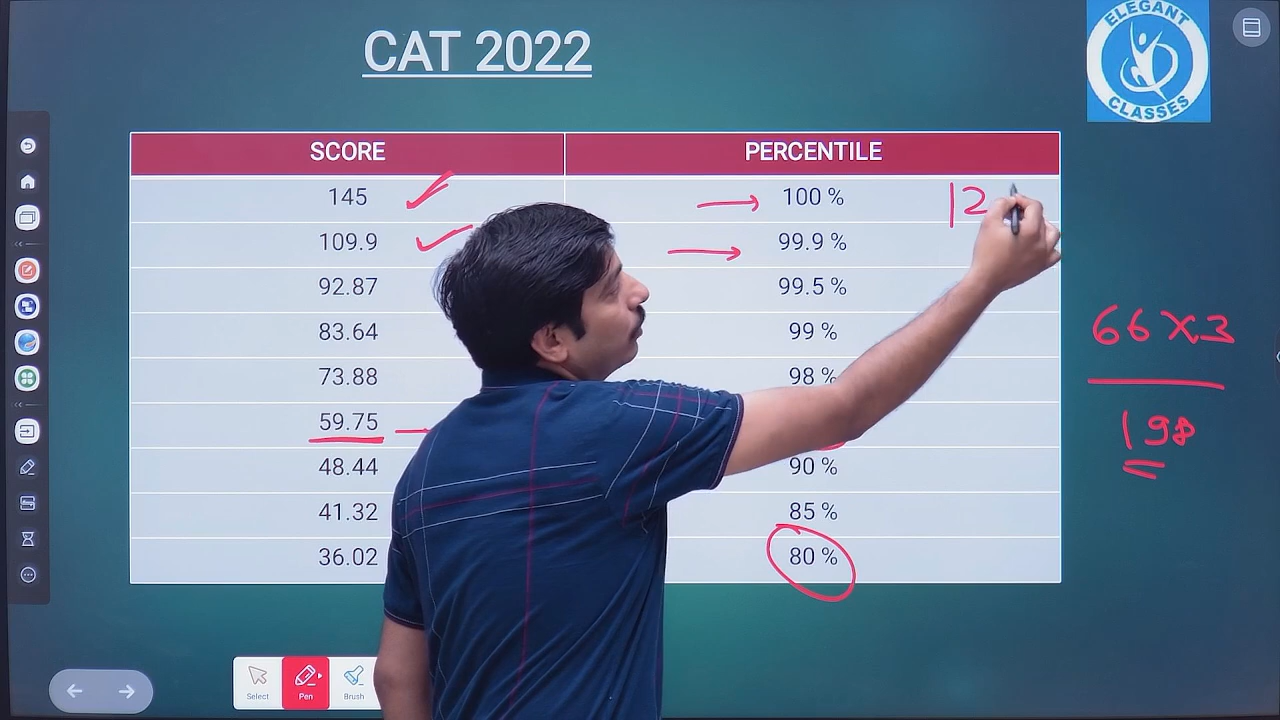 CAT 2022
ELEGANT
CLASSES
SCORE PERCENTILE
145 100 % 12
109.9 99.9 %
92.87 99.5 %
83.64 99 %
73.88 98 %
59.75
48.44 90 %
41.32 85 %
36.02 80 %
66 X 3
198
Select Pen Brush